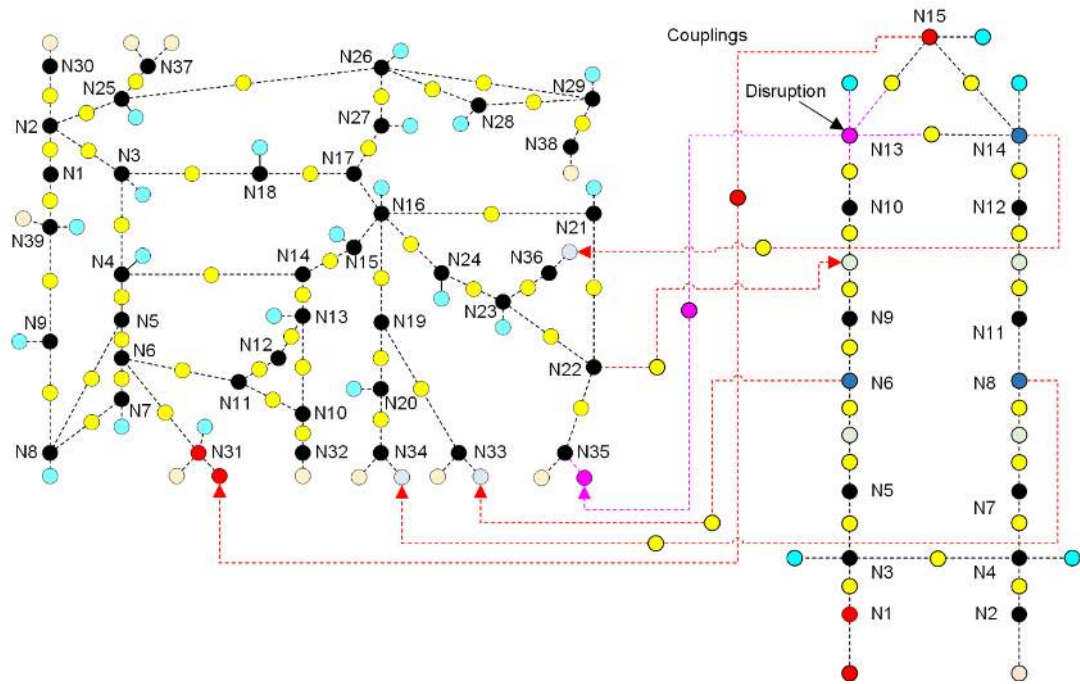 N15
Couplings
N26
N30
N37
N25
N29
Disruption
N28
N2
N27
N38
N13
N14
N3
N17
N1
N18
N16
N21
N10
N12
N39
N15
N36
N4
N14
N24
N9
N5
N13
N23
N19
N9
N11
N6
N12
N22
N11
N6
N8
N7
N10
N20
N8
N31
N32
N34
N33
N35
N5
N7
N3
N4
N1
N2